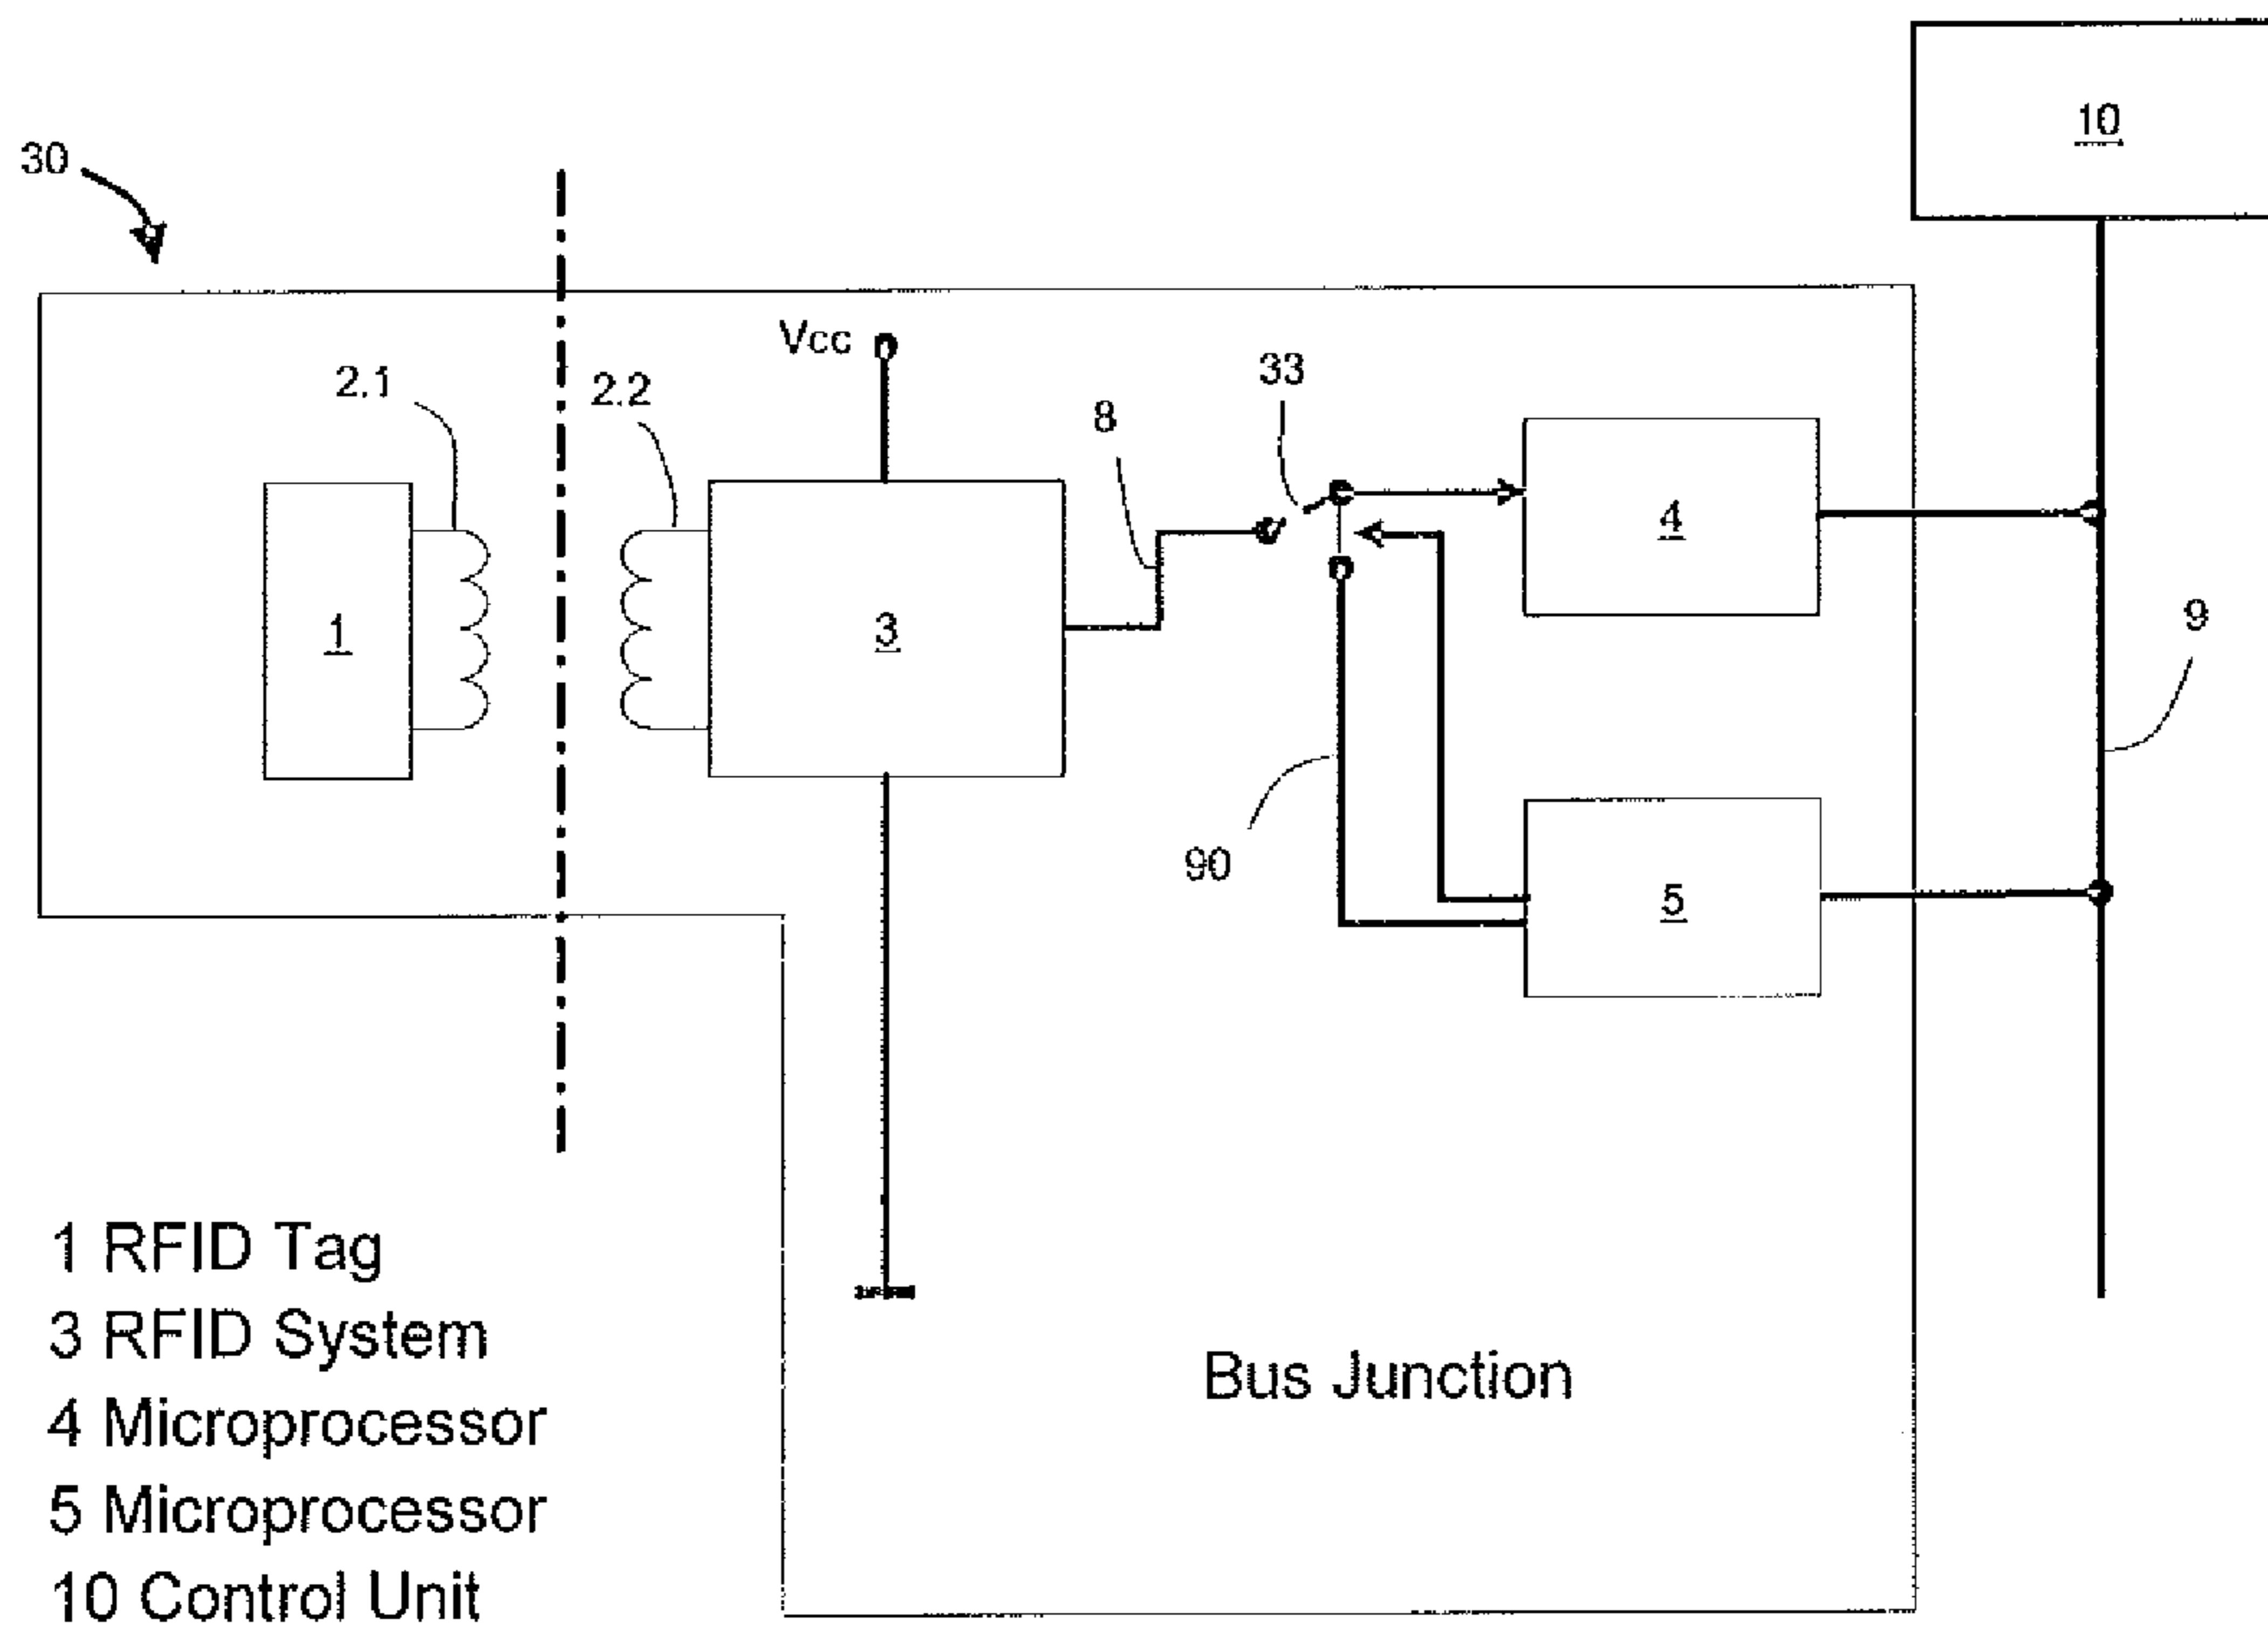 10
30
Vcc
33
2.1
2.2
8
4
1
3
9
90
5
1 RFID Tag
3 RFID System
4 Microprocessor
5 Microprocessor
10 Control Unit
Bus Junction